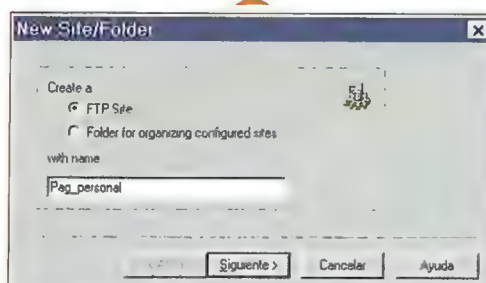 New Site/Folder
Create a
FTP Site
Folder for organizing configured sites
with name
Pag_personal
Siguiente >
Cancelar
Ayuda